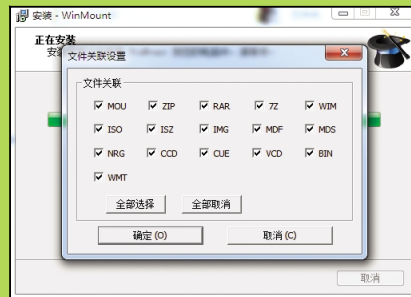 安装 - WinMount
正在安装
文件关联设置
文件关联
MOU ZIP RAR 7Z WIM
ISO ISZ IMG MDF MDS
NRG CCD CUE VCD BIN
WMT
全部选择 全部取消
确定(O) 取消(C)
取消